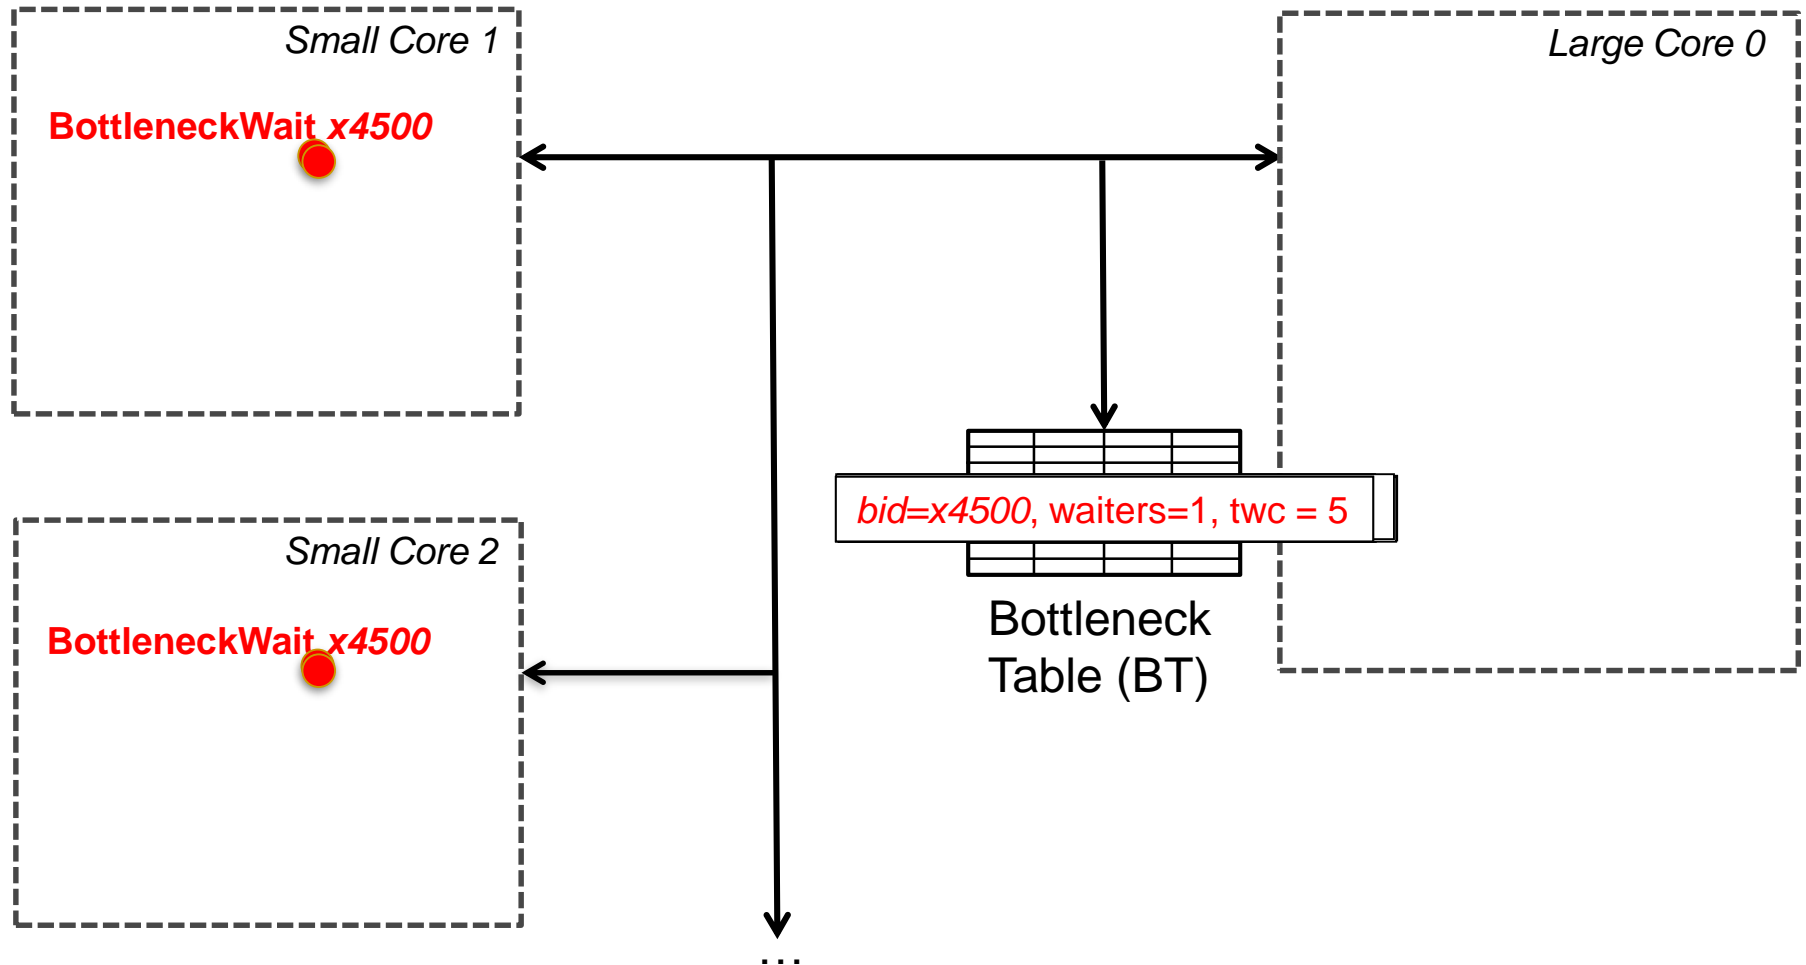 Small Core 1
Large Core 0
BottleneckWait x4500
bid=x4500, waiters=1, twc = 5
Small Core 2
Bottleneck
Table (BT)
BottleneckWait x4500
…